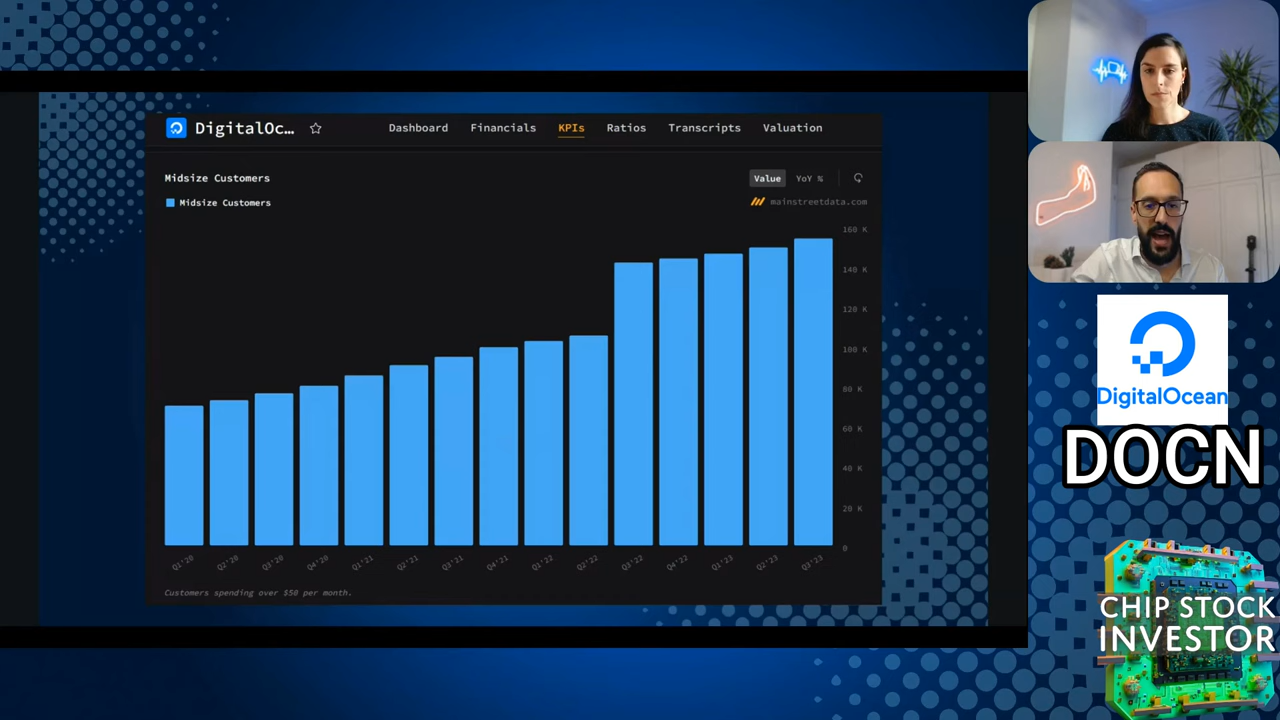 DigitalOc…
Dashboard
Financials
KPIs
Ratios
Transcripts
Valuation
Midsize Customers
Value
YoY %
Midsize Customers
mainstreetdata.com
160 K
140 K
120 K
100 K
80 K
60 K
40 K
20 K
0
Q1'20
Q2'20
Q3'20
Q4'20
Q1'21
Q2'21
Q3'21
Q4'21
Q1'22
Q2'22
Q3'22
Q4'22
Q1'23
Q2'23
Q3'23
Customers spending over $50 per month.
DigitalOcean
DOCN
CHIP STOCK
INVESTOR